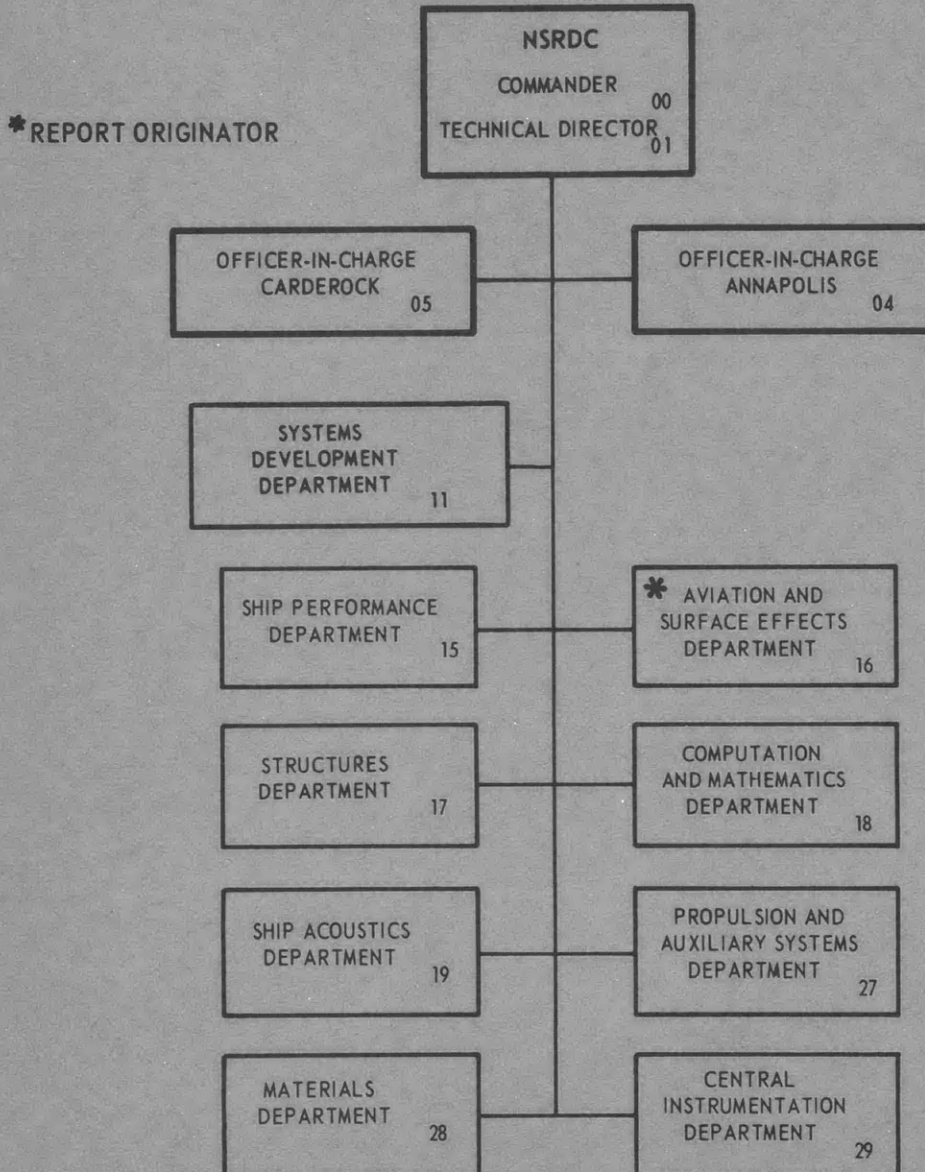 NSRDC
COMMANDER 00
TECHNICAL DIRECTOR 01
* REPORT ORIGINATOR
OFFICER-IN-CHARGE
CARDEROCK 05
OFFICER-IN-CHARGE
ANNAPOLIS 04
SYSTEMS
DEVELOPMENT
DEPARTMENT 11
SHIP PERFORMANCE
DEPARTMENT 15
* AVIATION AND
SURFACE EFFECTS
DEPARTMENT 16
STRUCTURES
DEPARTMENT 17
COMPUTATION
AND MATHEMATICS
DEPARTMENT 18
SHIP ACOUSTICS
DEPARTMENT 19
PROPULSION AND
AUXILIARY SYSTEMS
DEPARTMENT 27
MATERIALS
DEPARTMENT 28
CENTRAL
INSTRUMENTATION
DEPARTMENT 29